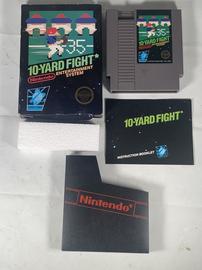 35
10-YARD FIGHT
Nintendo
ENTERTAINMENT
SYSTEM
35
10-YARD FIGHT
10-YARD FIGHT
INSTRUCTION BOOKLET
Nintendo